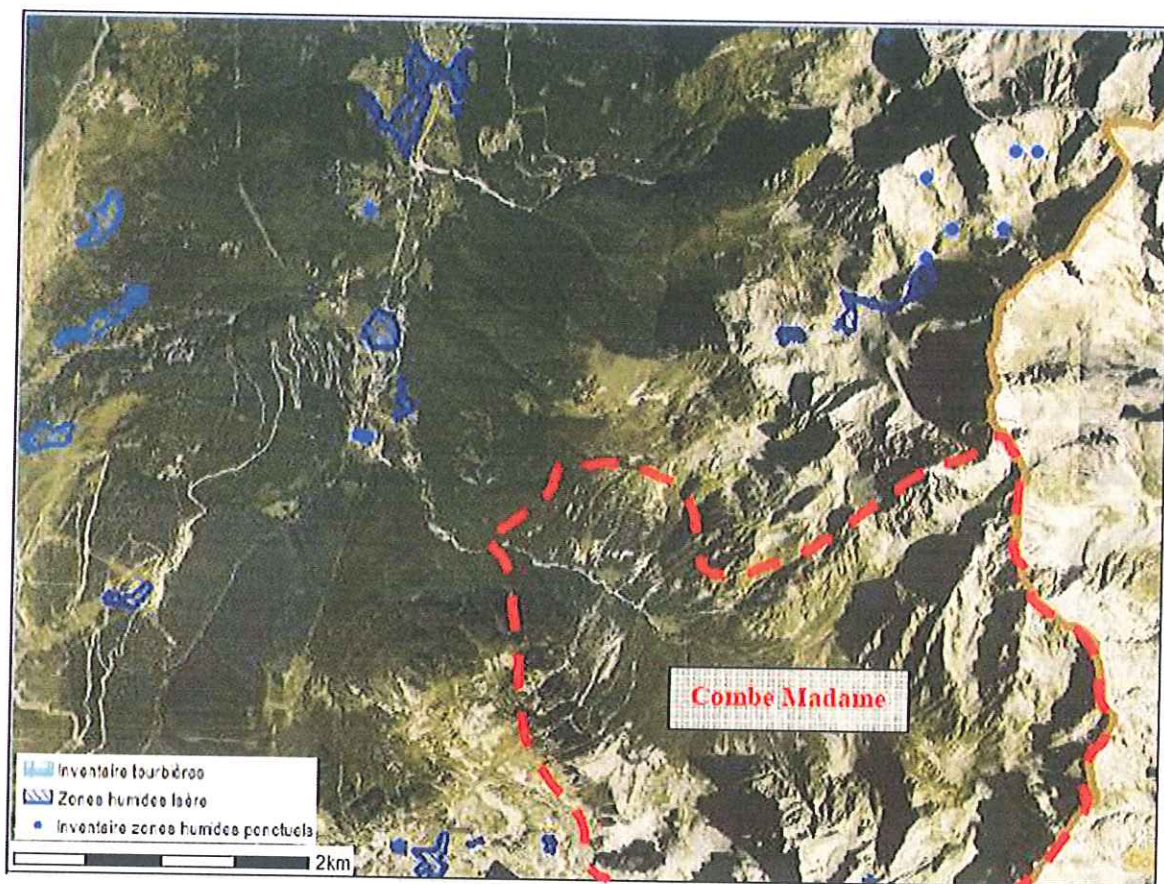 Combe Madame
Inventaire tourbières
Zones humides Isère
Inventaire zones humides ponctuels
2km